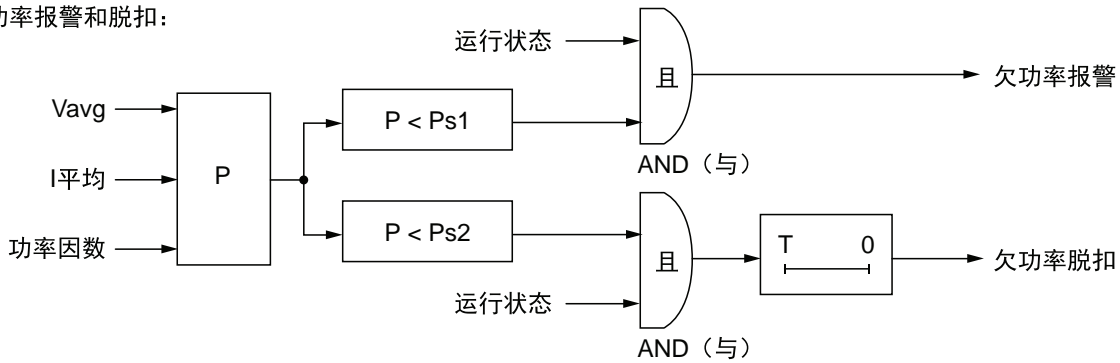 功率报警和脱扣：
运行状态
且
欠功率报警
Vavg
P < Ps1
I平均
P
AND（与）
功率因数
P < Ps2
且
T 0
欠功率脱扣
运行状态
AND（与）